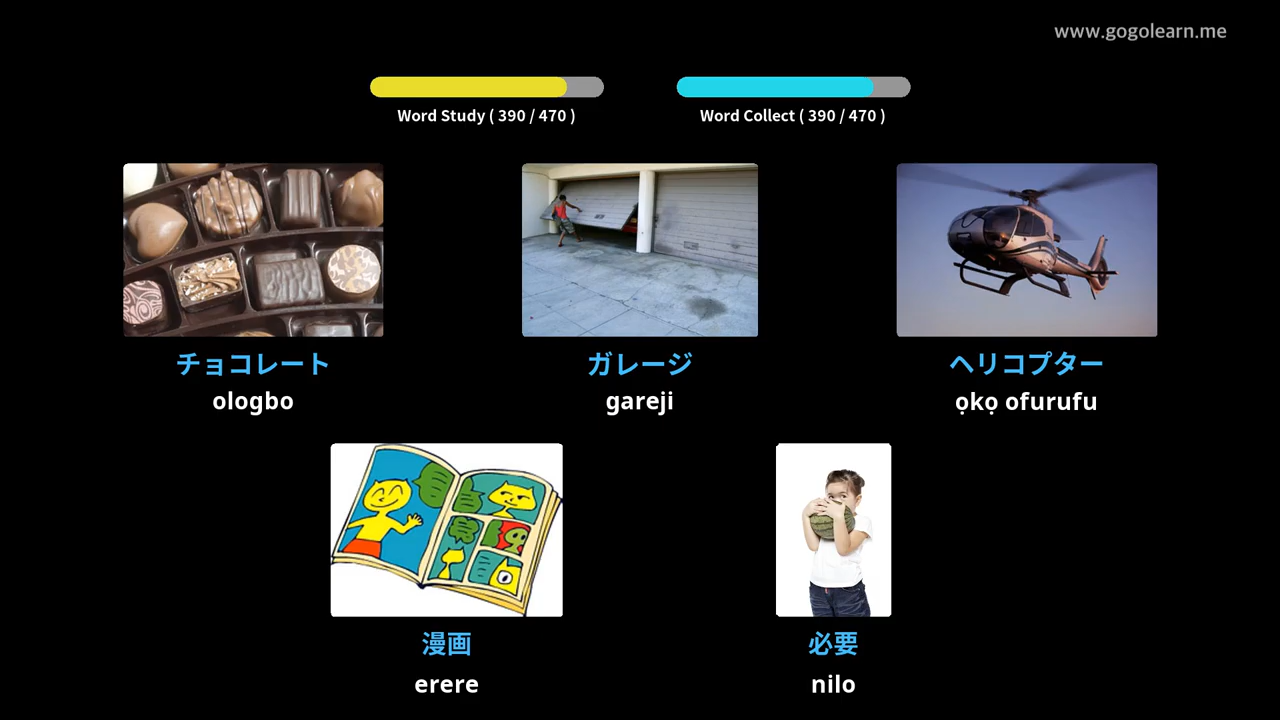 www.gogolearn.me
Word Study ( 390 / 470 )
Word Collect ( 390 / 470 )
チョコレート
ologbo
ガレージ
gareji
ヘリコプター
ọkọ ofurufu
漫画
erere
必要
nilo